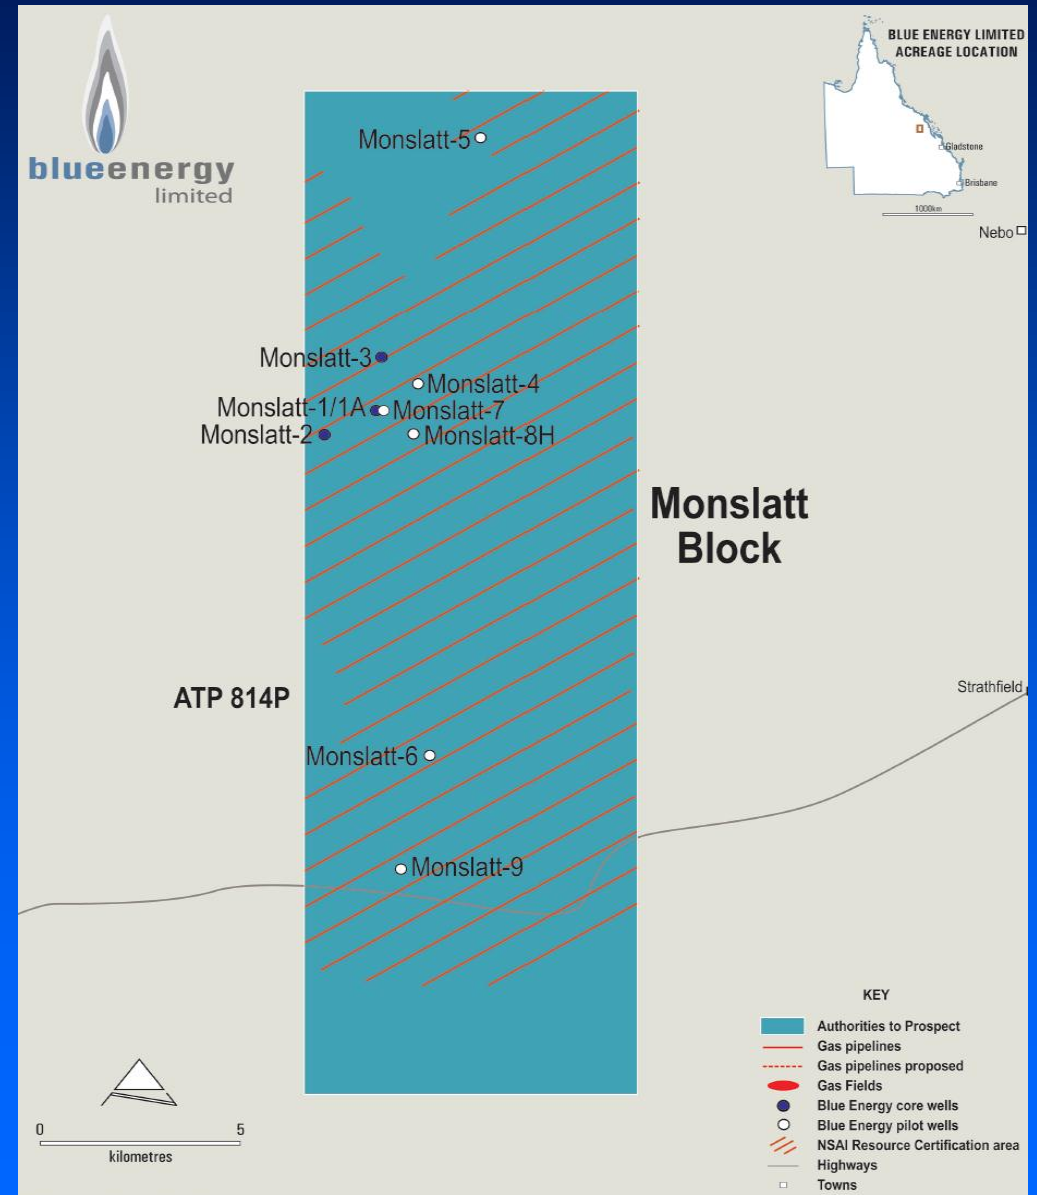 blueenergy
limited
BLUE ENERGY LIMITED
ACREAGE LOCATION
Gladstone
Brisbane
1000km
Nebo
Monslatt-5
Monslatt-3
Monslatt-4
Monslatt-1/1A
Monslatt-7
Monslatt-2
Monslatt-8H
Monslatt
Block
ATP 814P
Strathfield
Monslatt-6
Monslatt-9
0 5
kilometres
KEY
Authorities to Prospect
Gas pipelines
Gas pipelines proposed
Gas Fields
Blue Energy core wells
Blue Energy pilot wells
NSAI Resource Certification area
Highways
Towns